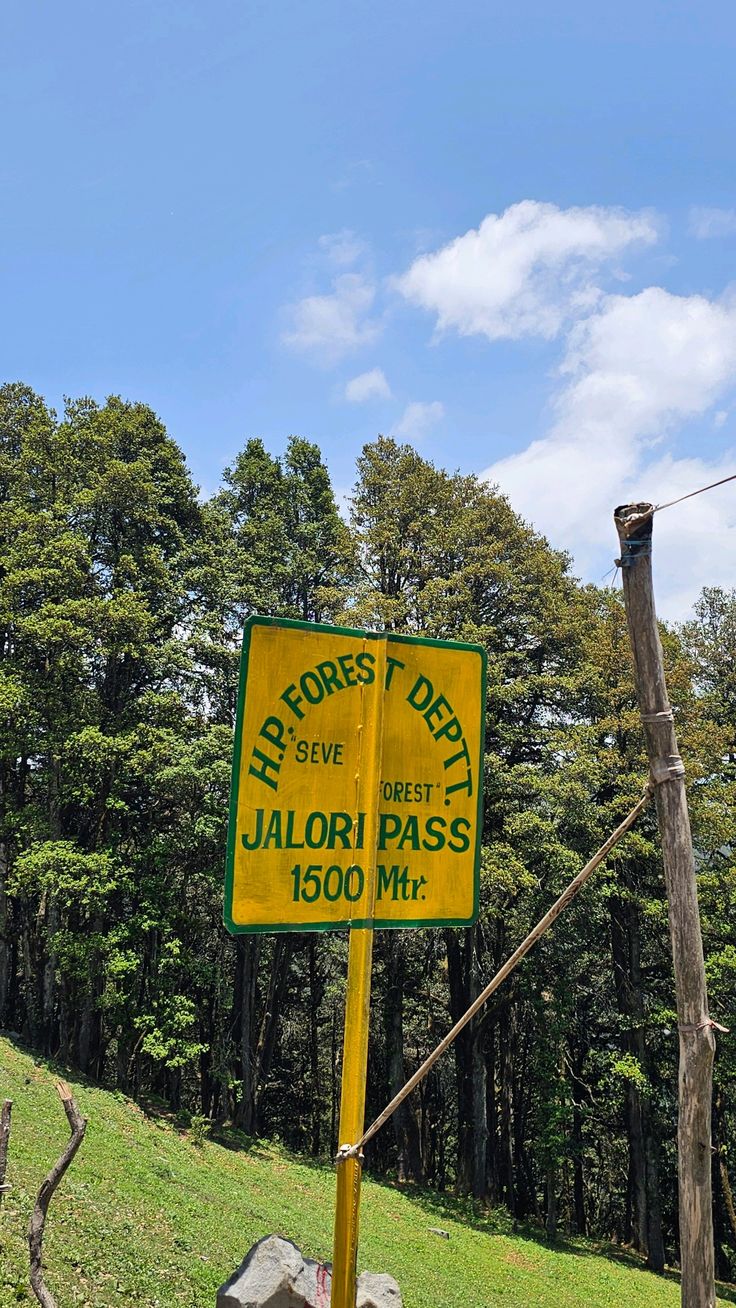 H.P. FOREST DEPTT.
"SEVE FOREST"
JALORI PASS
1500 Mtr.